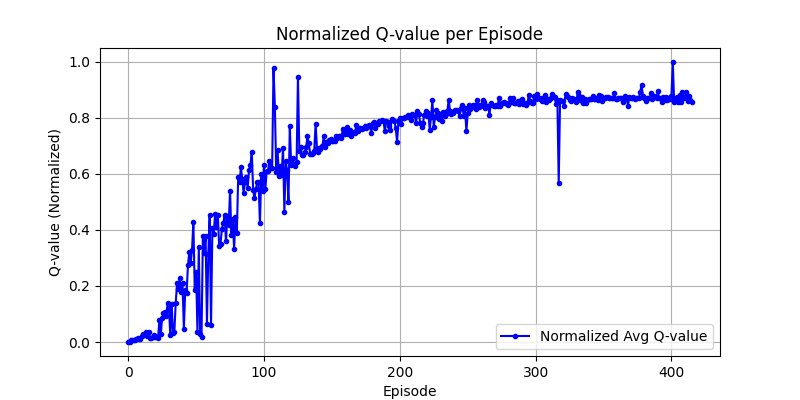 Normalized Q-value per Episode
Q-value (Normalized)
1.0
0.8
0.6
0.4
0.2
0.0
Normalized Avg Q-value
0 100 200 300 400
Episode